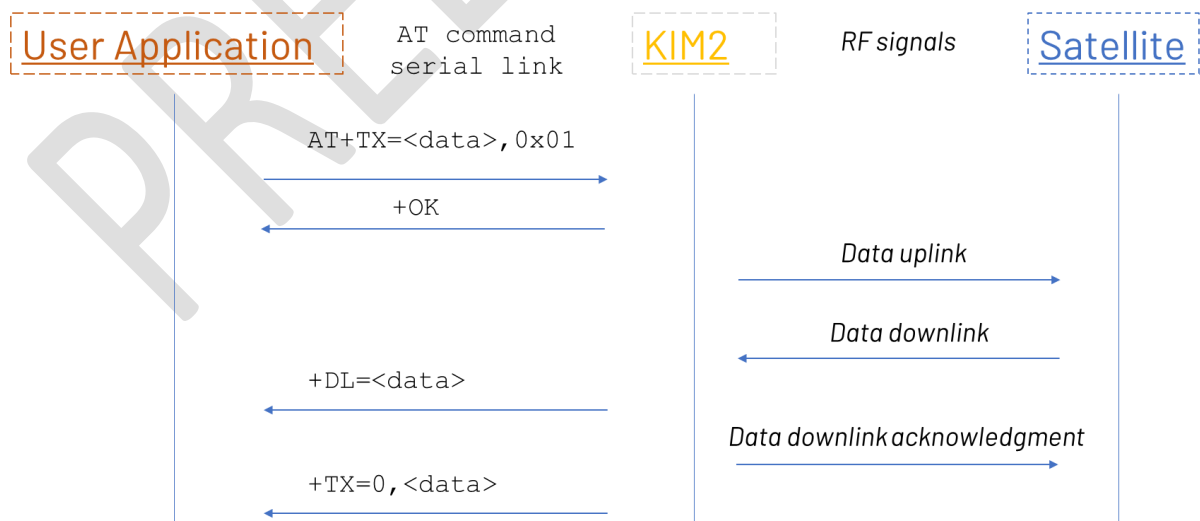 User Application
AT command
serial link
KIM2
RF signals
Satellite
AT+TX=<data>,0x01
+OK
Data uplink
Data downlink
+DL=<data>
Data downlink acknowledgment
+TX=0,<data>